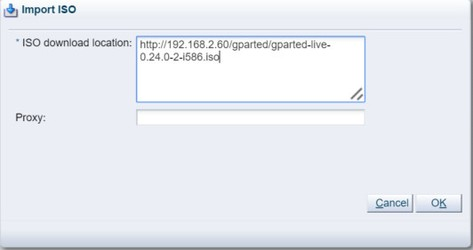 Import ISO
* ISO download location:
http://192.168.2.60/gparted/gparted-live-
0.24.0-2-i586.iso
Proxy:
Cancel
OK